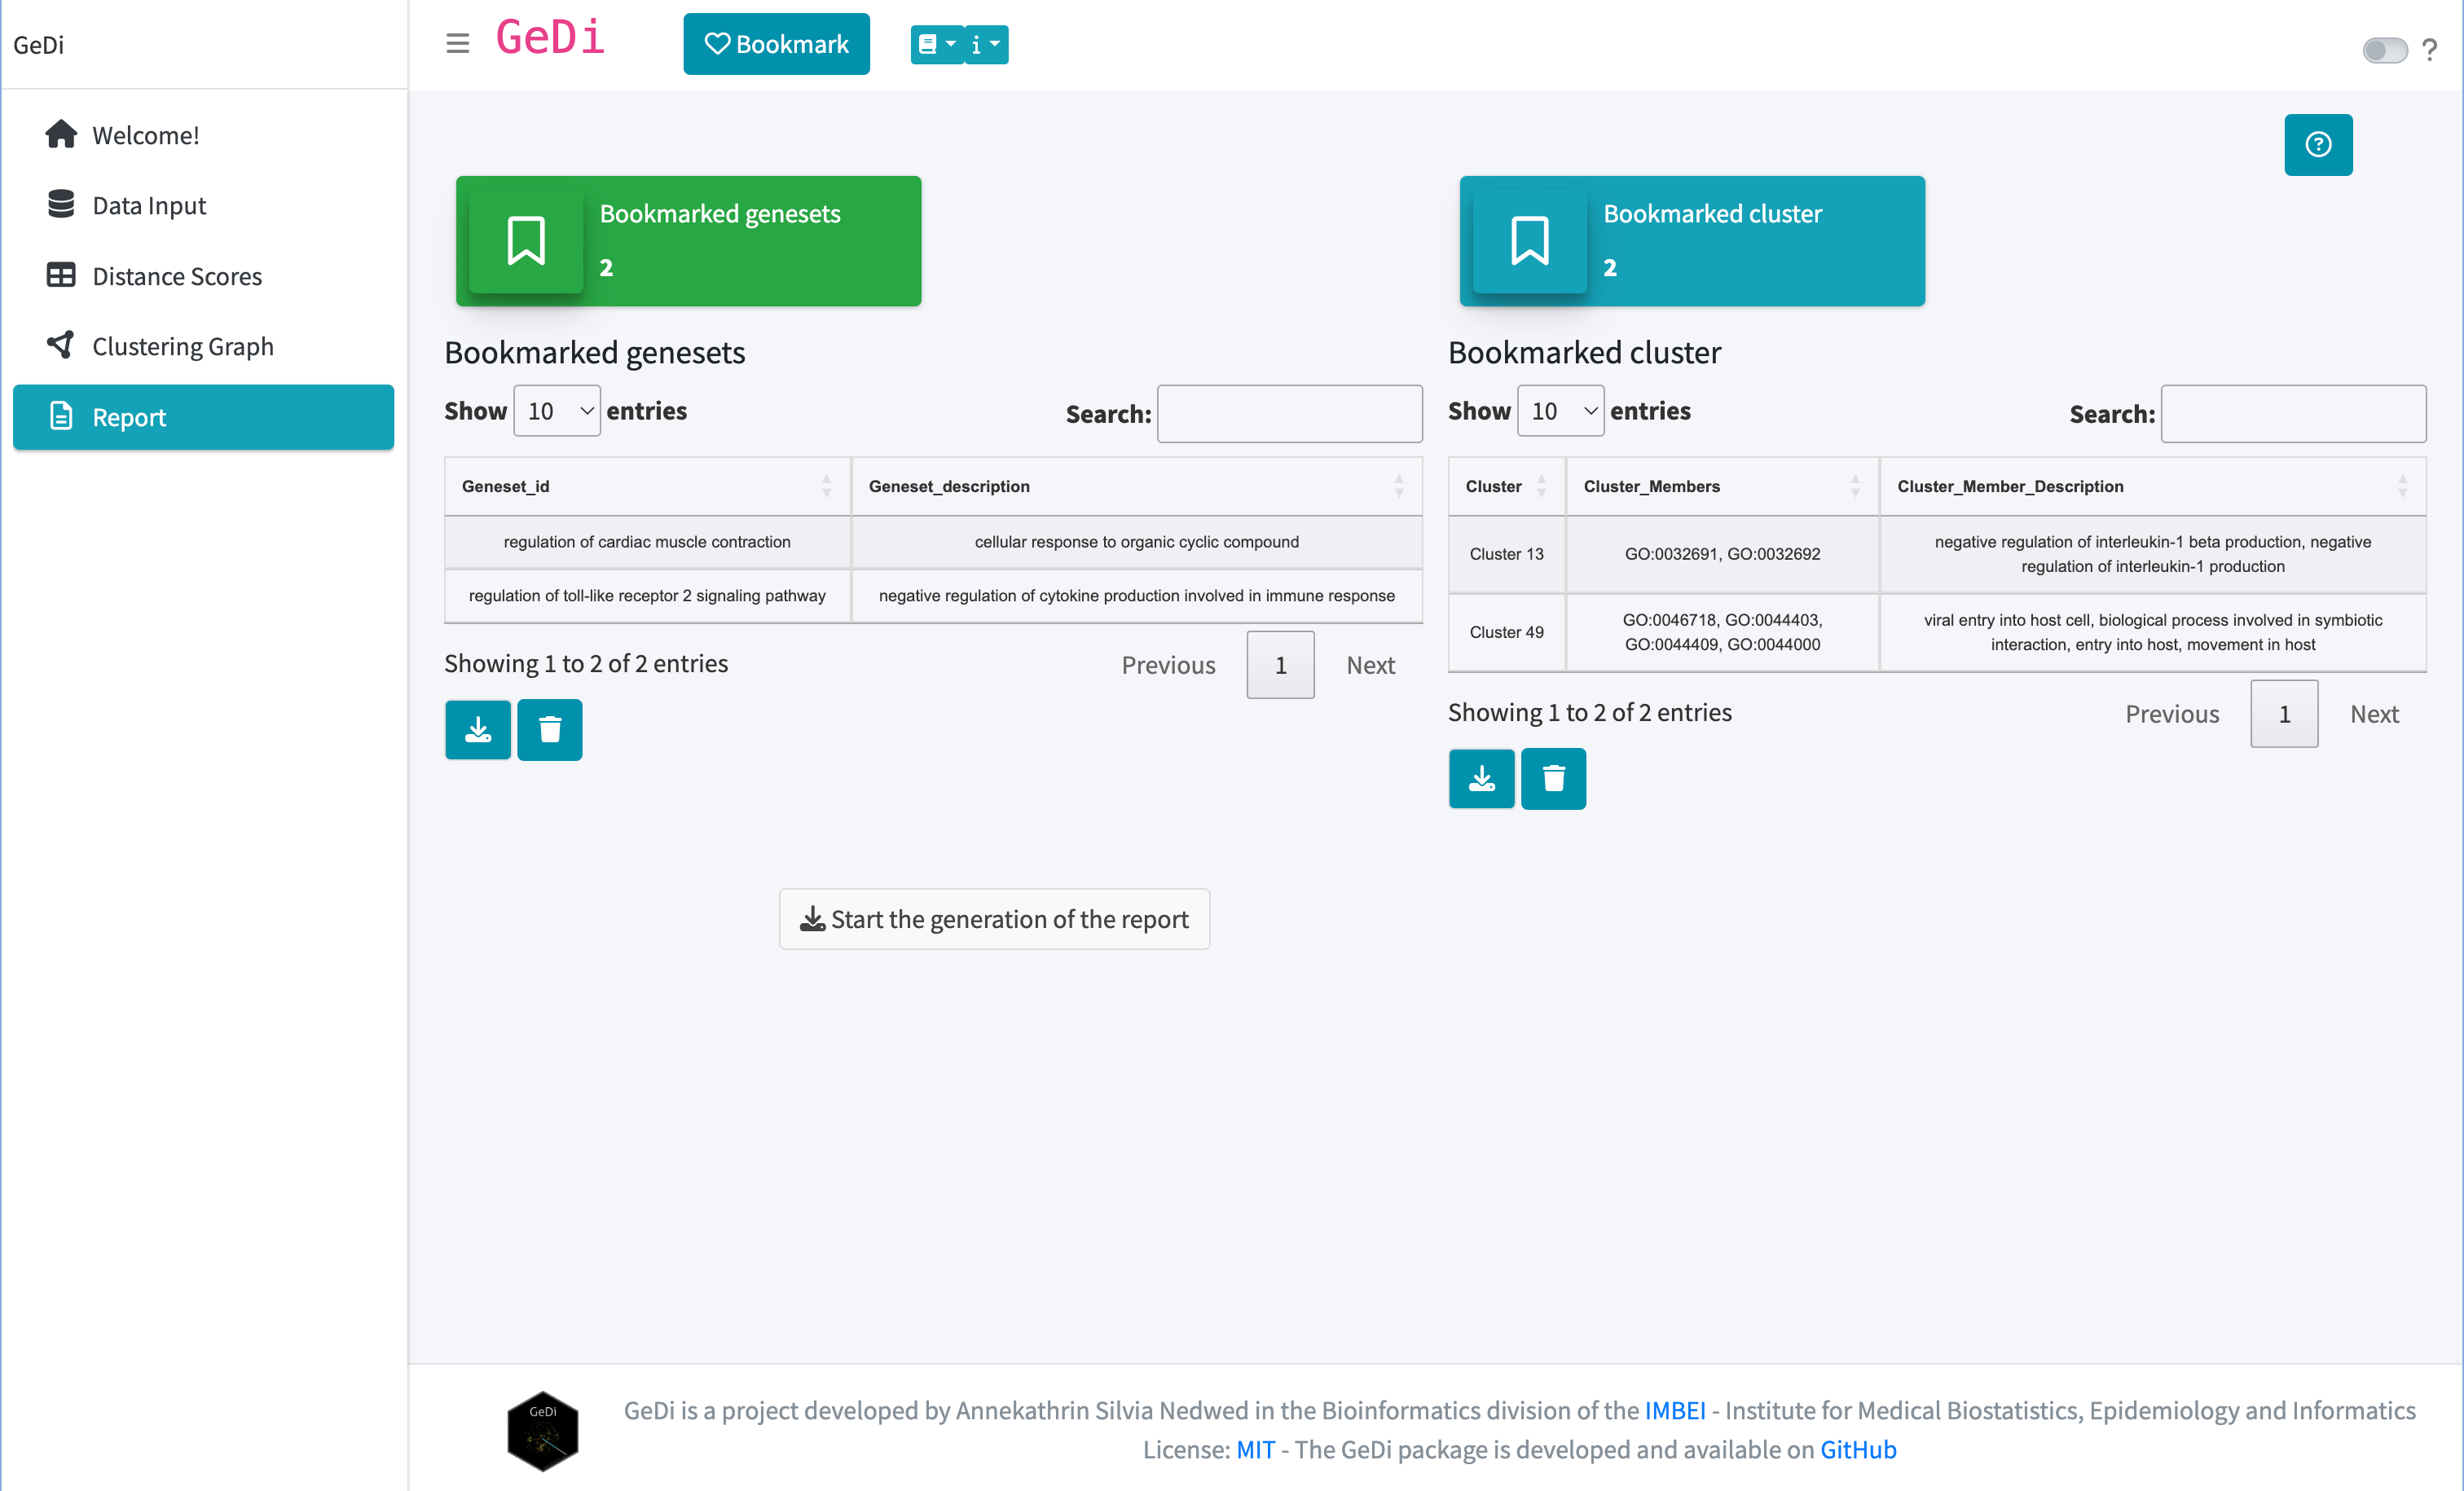 GeDi
GeDi
Bookmark
i
?
Welcome!
Data Input
Distance Scores
Clustering Graph
Report
?
Bookmarked genesets
2
Bookmarked cluster
2
Bookmarked genesets
Show 10 entries
Search:
Geneset_id Geneset_description
regulation of cardiac muscle contraction cellular response to organic cyclic compound
regulation of toll-like receptor 2 signaling pathway negative regulation of cytokine production involved in immune response
Showing 1 to 2 of 2 entries
Previous 1 Next
Bookmarked cluster
Show 10 entries
Search:
Cluster Cluster_Members Cluster_Member_Description
Cluster 13 GO:0032691, GO:0032692 negative regulation of interleukin-1 beta production, negative
regulation of interleukin-1 production
Cluster 49 GO:0046718, GO:0044403, viral entry into host cell, biological process involved in symbiotic
GO:0044409, GO:0044000 interaction, entry into host, movement in host
Showing 1 to 2 of 2 entries
Previous 1 Next
Start the generation of the report
GeDi
GeDi is a project developed by Annekathrin Silvia Nedwed in the Bioinformatics division of the IMBEI - Institute for Medical Biostatistics, Epidemiology and Informatics
License: MIT - The GeDi package is developed and available on GitHub